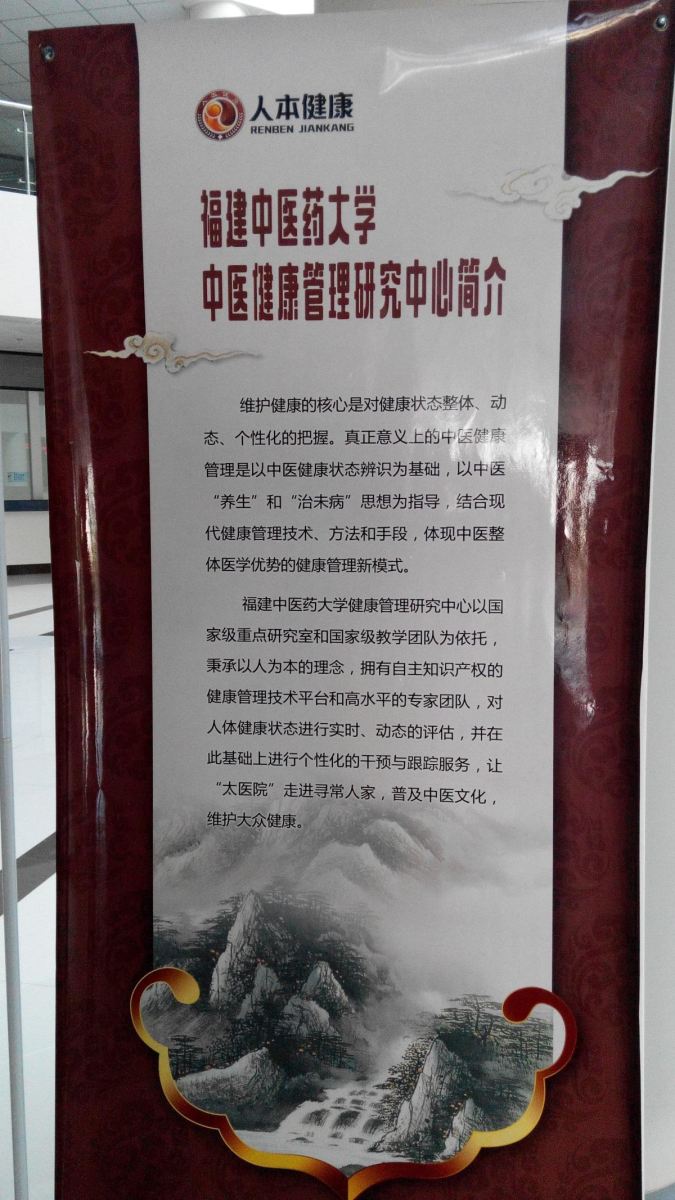 人本健康
RENBEN JIANKANG
福建中医药大学
中医健康管理研究中心简介
维护健康的核心是对健康状态整体、动
态、个性化的把握。真正意义上的中医健康
管理是以中医健康状态辨识为基础，以中医
“养生”和“治未病”思想为指导，结合现
代健康管理技术、方法和手段，体现中医整
体医学优势的健康管理新模式。
福建中医药大学健康管理研究中心以国
家级重点研究室和国家级教学团队为依托，
秉承以人为本的理念，拥有自主知识产权的
健康管理技术平台和高水平的专家团队，对
人体健康状态进行实时、动态的评估，并在
此基础上进行个性化的干预与跟踪服务，让
“太医院”走进寻常人家，普及中医文化，
维护大众健康。